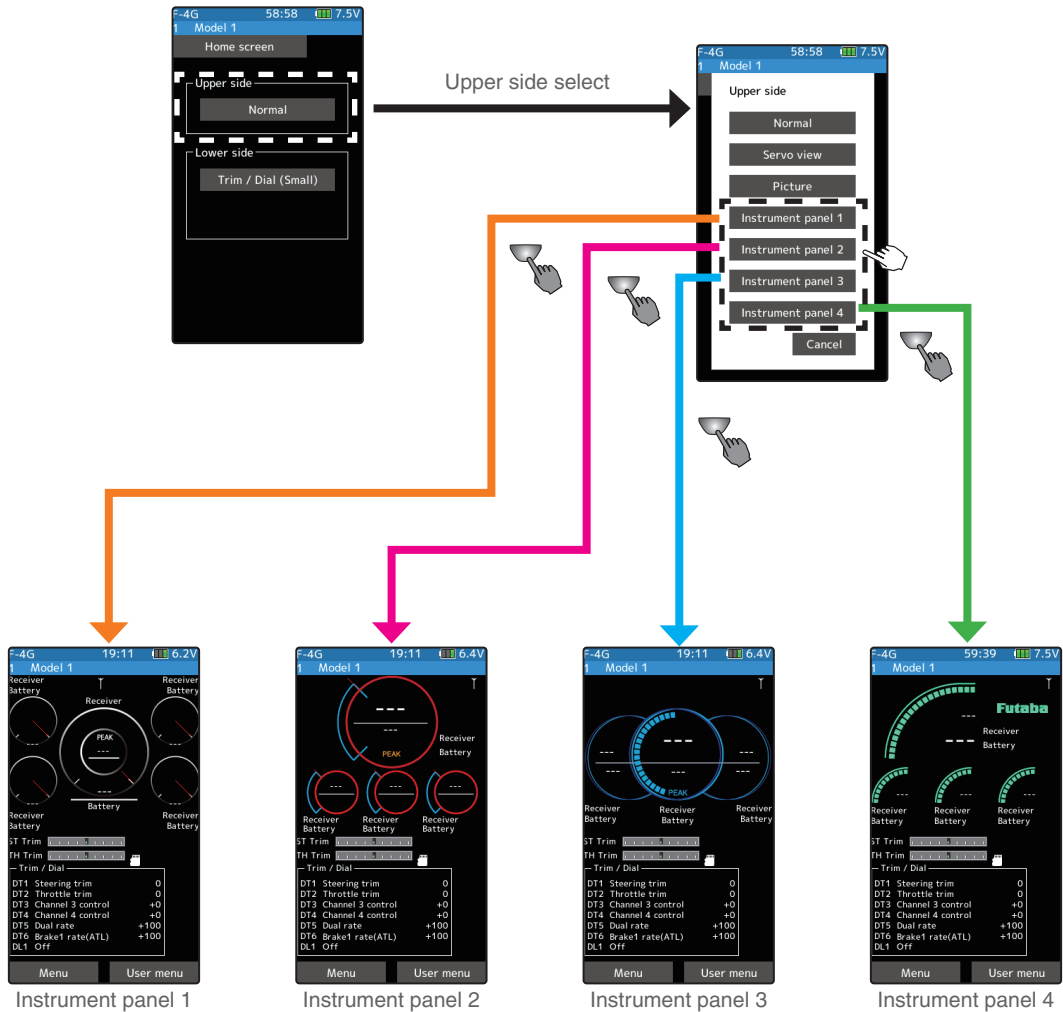 F-4G 58:58 7.5V
1 Model 1
Home screen
Upper side
Normal
Lower side
Trim / Dial (Small)
Upper side select
F-4G 58:58 7.5V
1 Model 1
Upper side
Normal
Servo view
Picture
Instrument panel 1
Instrument panel 2
Instrument panel 3
Instrument panel 4
Cancel
F-4G 19:11 6.2V
1 Model 1
Receiver
Battery
Receiver
Receiver
Battery
PEAK
---
---
---
---
---
---
Battery
Receiver
Battery
Receiver
Battery
ST Trim
TH Trim
Trim / Dial
DT1 Steering trim 0
DT2 Throttle trim 0
DT3 Channel 3 control +0
DT4 Channel 4 control +0
DT5 Dual rate +100
DT6 Brake1 rate(ATL) +100
DL1 Off
Menu User menu
Instrument panel 1
F-4G 19:11 6.4V
1 Model 1
---
---
PEAK
Receiver
Battery
--- --- ---
Receiver Receiver Receiver
Battery Battery Battery
ST Trim
TH Trim
Trim / Dial
DT1 Steering trim 0
DT2 Throttle trim 0
DT3 Channel 3 control +0
DT4 Channel 4 control +0
DT5 Dual rate +100
DT6 Brake1 rate(ATL) +100
DL1 Off
Menu User menu
Instrument panel 2
F-4G 19:11 6.4V
1 Model 1
--- --- ---
--- --- ---
PEAK
Receiver Receiver Receiver
Battery Battery Battery
ST Trim
TH Trim
Trim / Dial
DT1 Steering trim 0
DT2 Throttle trim 0
DT3 Channel 3 control +0
DT4 Channel 4 control +0
DT5 Dual rate +100
DT6 Brake1 rate(ATL) +100
DL1 Off
Menu User menu
Instrument panel 3
F-4G 59:39 7.5V
1 Model 1
Futaba
---
Receiver
--- Battery
--- --- ---
Receiver Receiver Receiver
Battery Battery Battery
ST Trim
TH Trim
Trim / Dial
DT1 Steering trim 0
DT2 Throttle trim 0
DT3 Channel 3 control +0
DT4 Channel 4 control +0
DT5 Dual rate +100
DT6 Brake1 rate(ATL) +100
DL1 Off
Menu User menu
Instrument panel 4